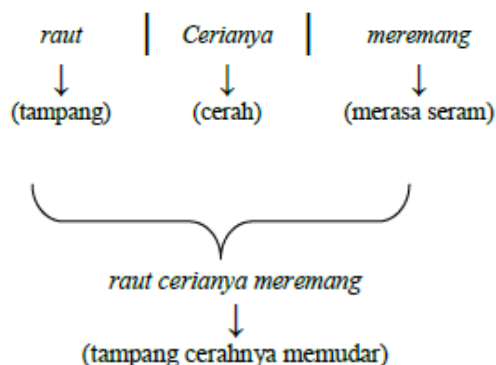 raut | Cerianya | meremang
↓ ↓ ↓
(tampang) (cerah) (merasa seram)
raut cerianya meremang
↓
(tampang cerahnya memudar)